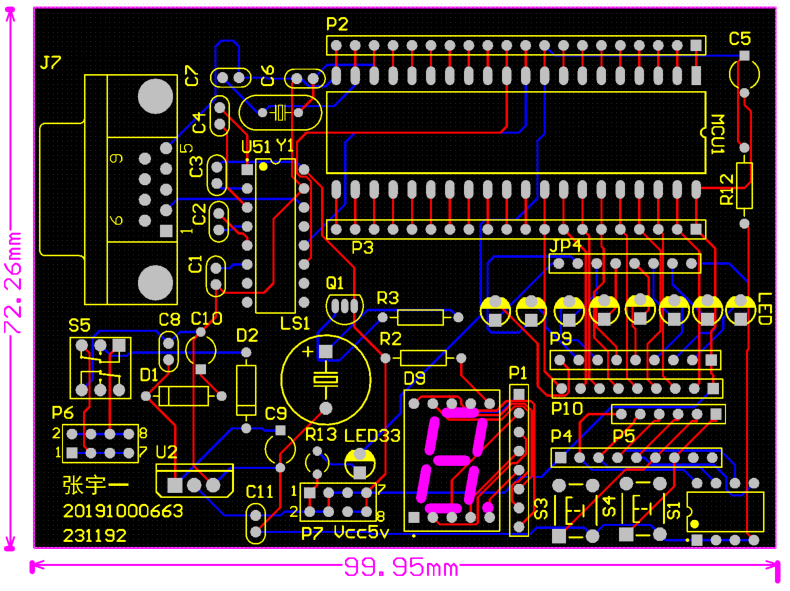 P2
C5
J7
C7
C6
C4
U51 Y1
MCU1
9
5
C3
R12
C2
6
1
P3
JP4
C1
72.26mm
Q1
R3
LED
S5
LS1
C8
C10
D2
+
R2
P9
D1
D9
P1
P6
P10
C9
2
8
R13
LED33
P4
P5
1
7
U2
张宇一
C11
1
7
20191000663
2
8
S3
S4
S1
231192
P7
Vcc5v
99.95mm